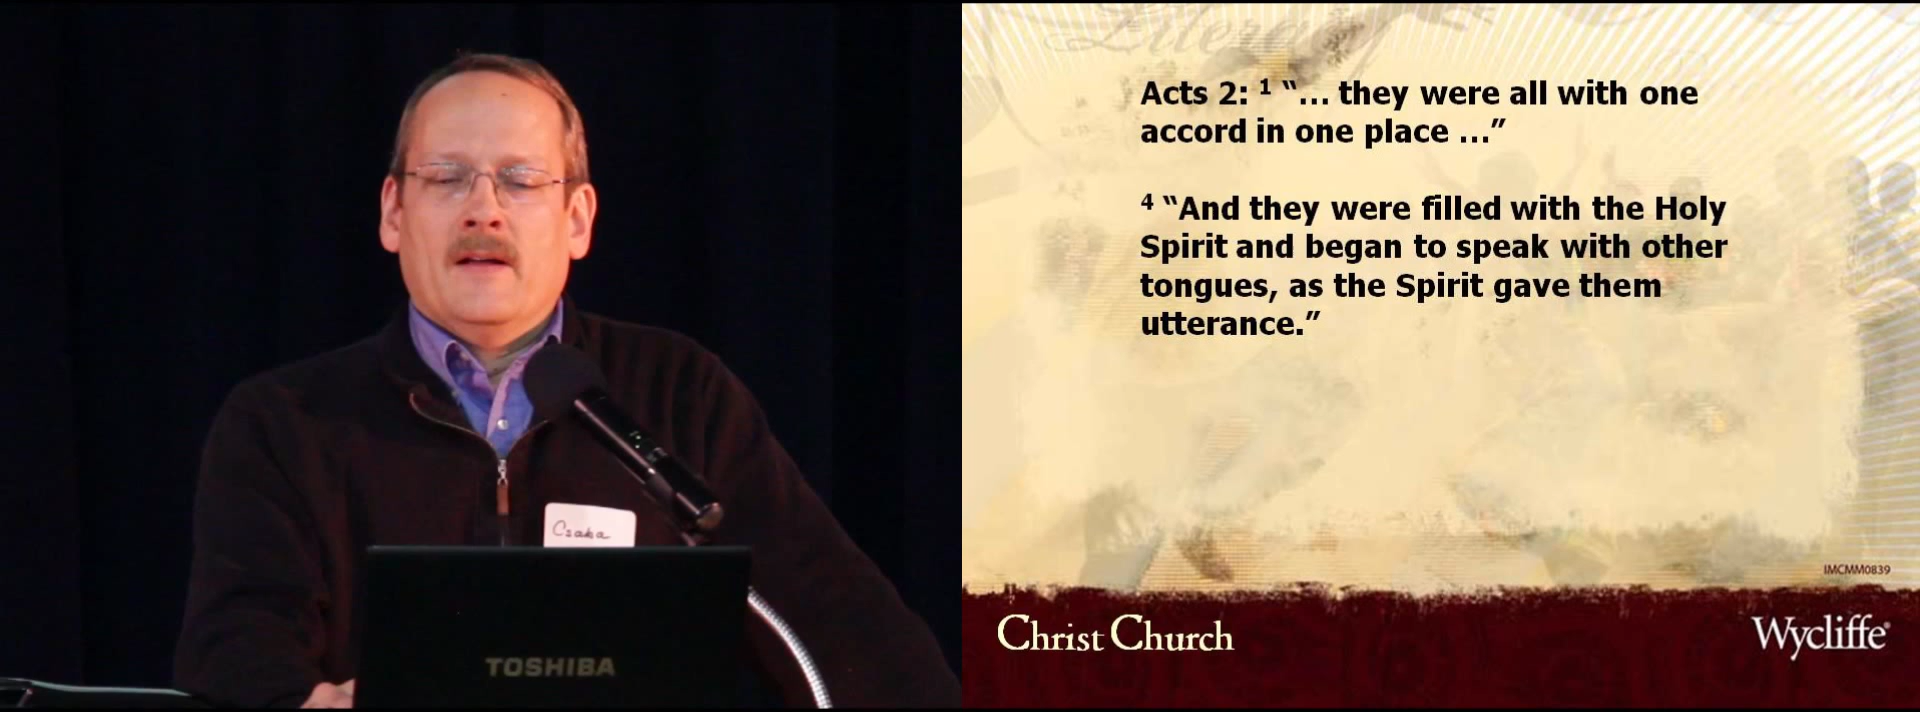 Csaba
TOSHIBA
Literacy
Acts 2: ¹ “... they were all with one
accord in one place ...”
⁴ “And they were filled with the Holy
Spirit and began to speak with other
tongues, as the Spirit gave them
utterance.”
IMCMM0839
Christ Church
Wycliffe®